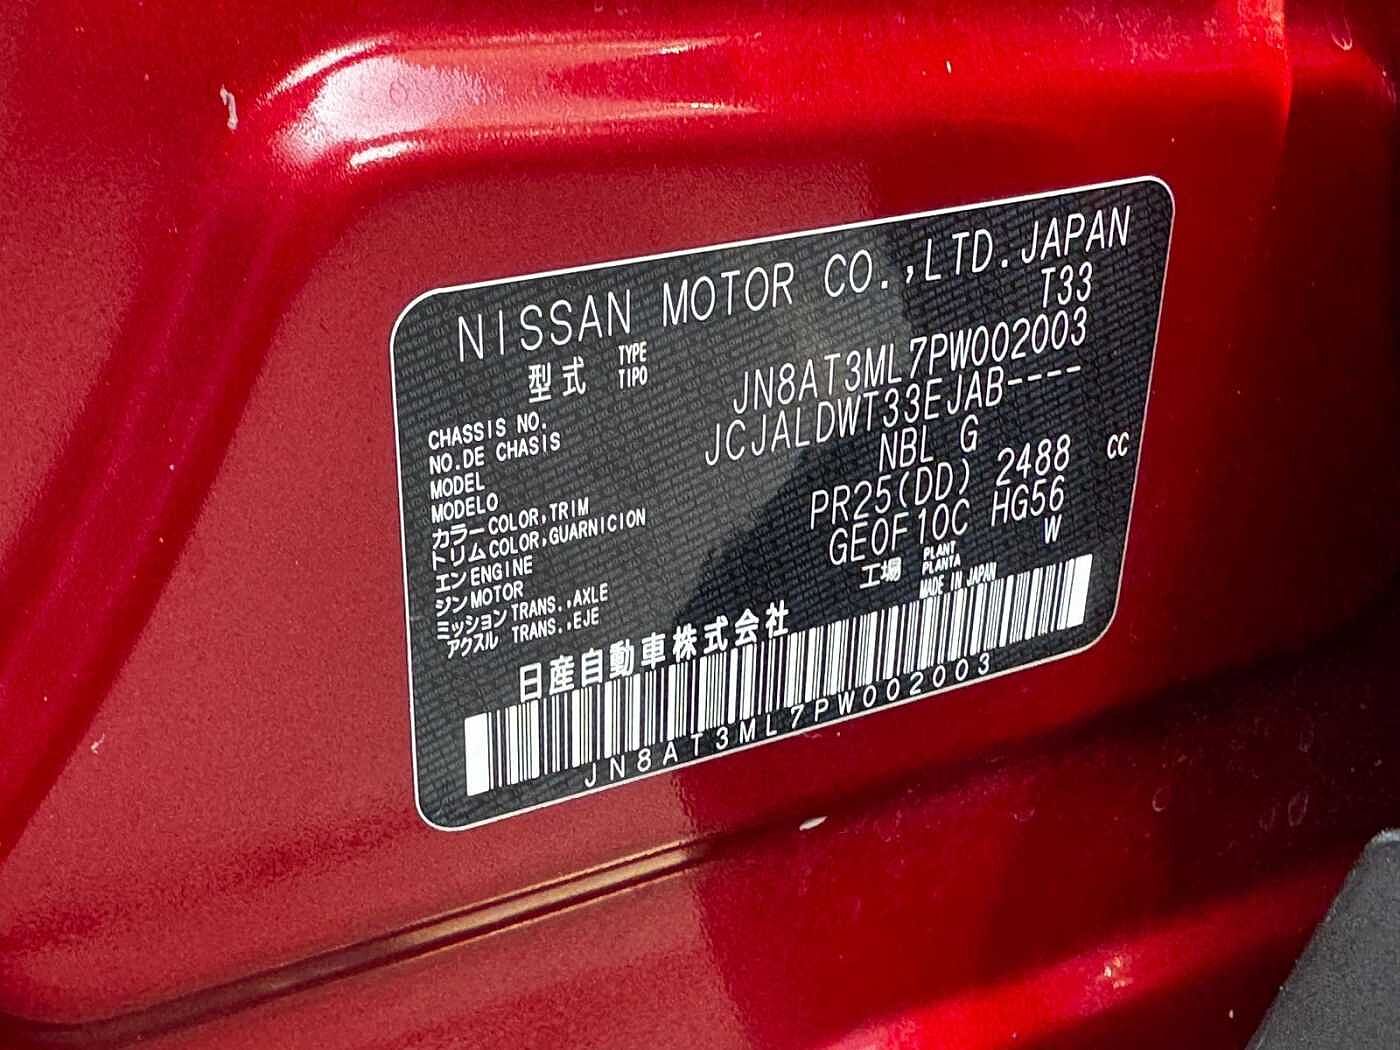 NISSAN MOTOR CO.,LTD.JAPAN
型式 TYPE TIPO T33
CHASSIS NO. JN8AT3ML7PW002003
NO.DE CHASIS
MODEL JCJALDWT33EJAB----
MODELO
カラー COLOR,TRIM NBL G
トリム COLOR,GUARNICION
エン ENGINE PR25(DD) 2488 cc
ジン MOTOR
ミッション TRANS.,AXLE GE0F10C HG56
アクスル TRANS.,EJE
工場 PLANT PLANTA W
日産自動車株式会社 MADE IN JAPAN
JN8AT3ML7PW002003